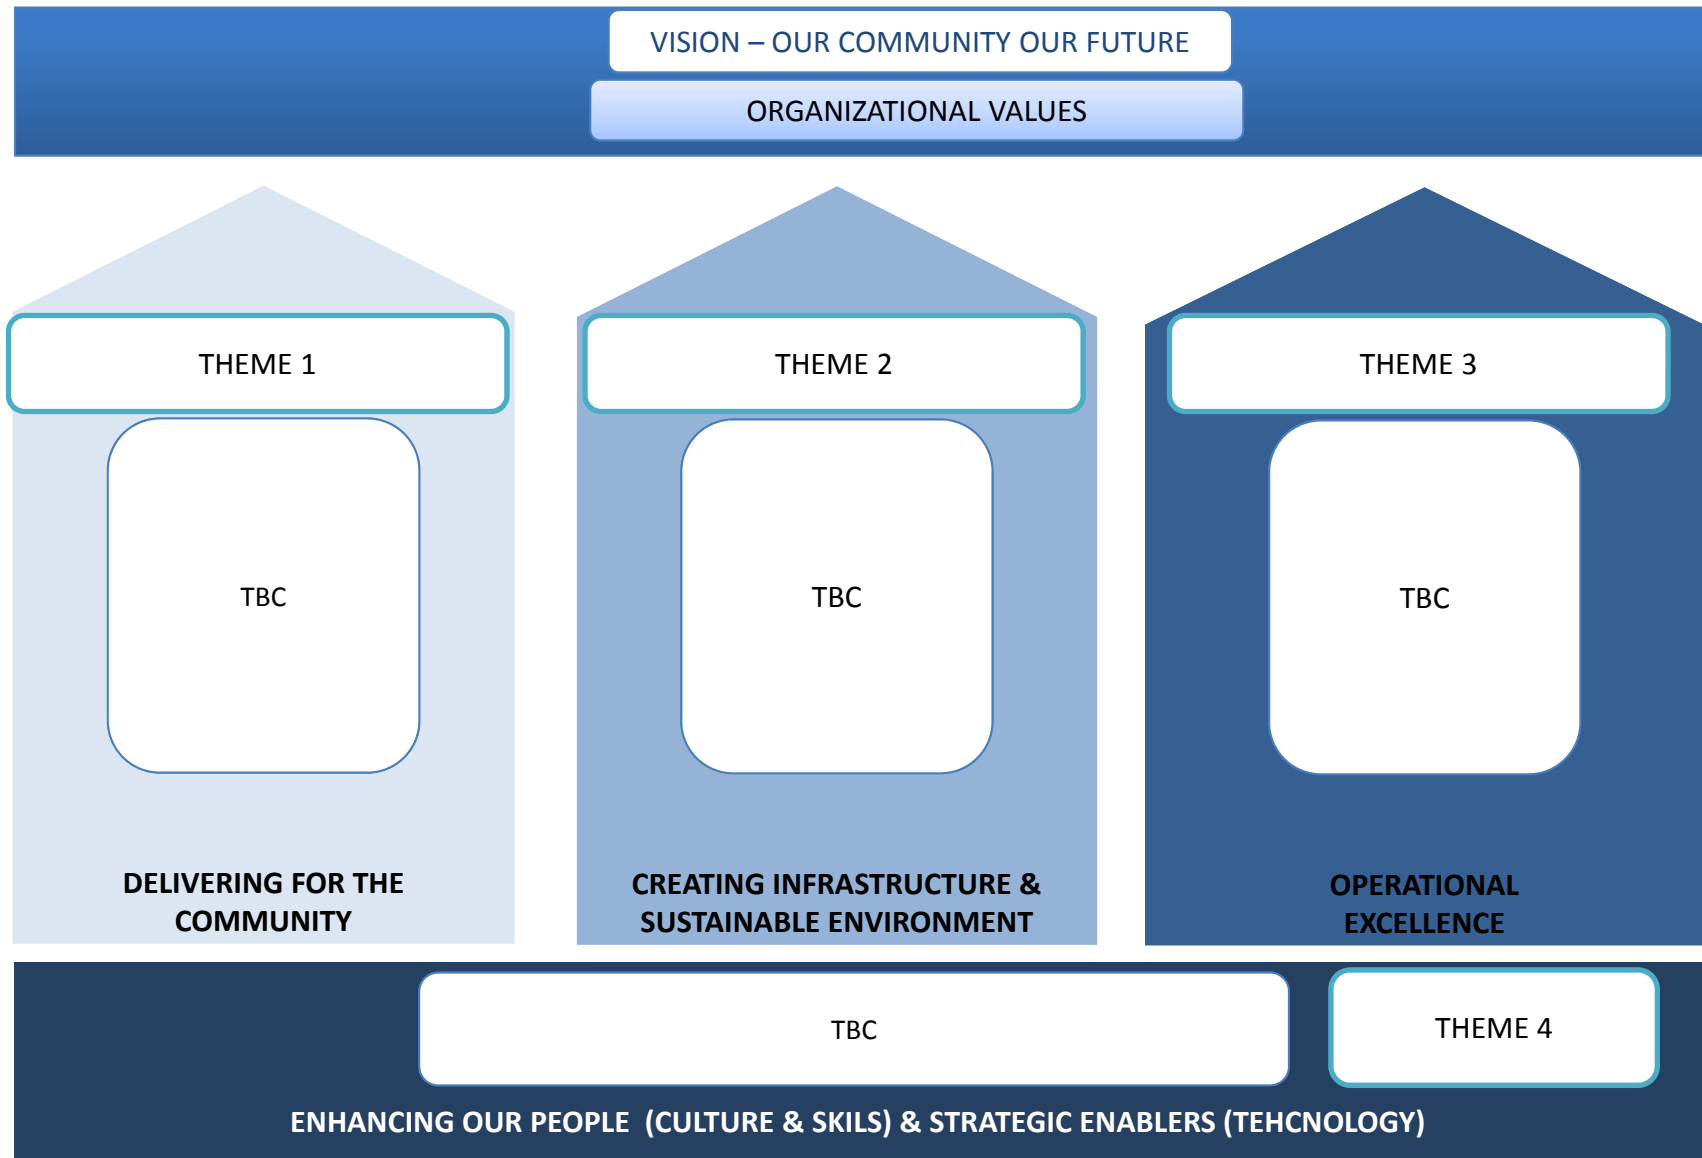 VISION – OUR COMMUNITY OUR FUTURE
ORGANIZATIONAL VALUES
THEME 1
TBC
DELIVERING FOR THE
COMMUNITY
THEME 2
TBC
CREATING INFRASTRUCTURE &
SUSTAINABLE ENVIRONMENT
THEME 3
TBC
OPERATIONAL
EXCELLENCE
TBC
THEME 4
ENHANCING OUR PEOPLE  (CULTURE & SKILS) & STRATEGIC ENABLERS (TEHCNOLOGY)